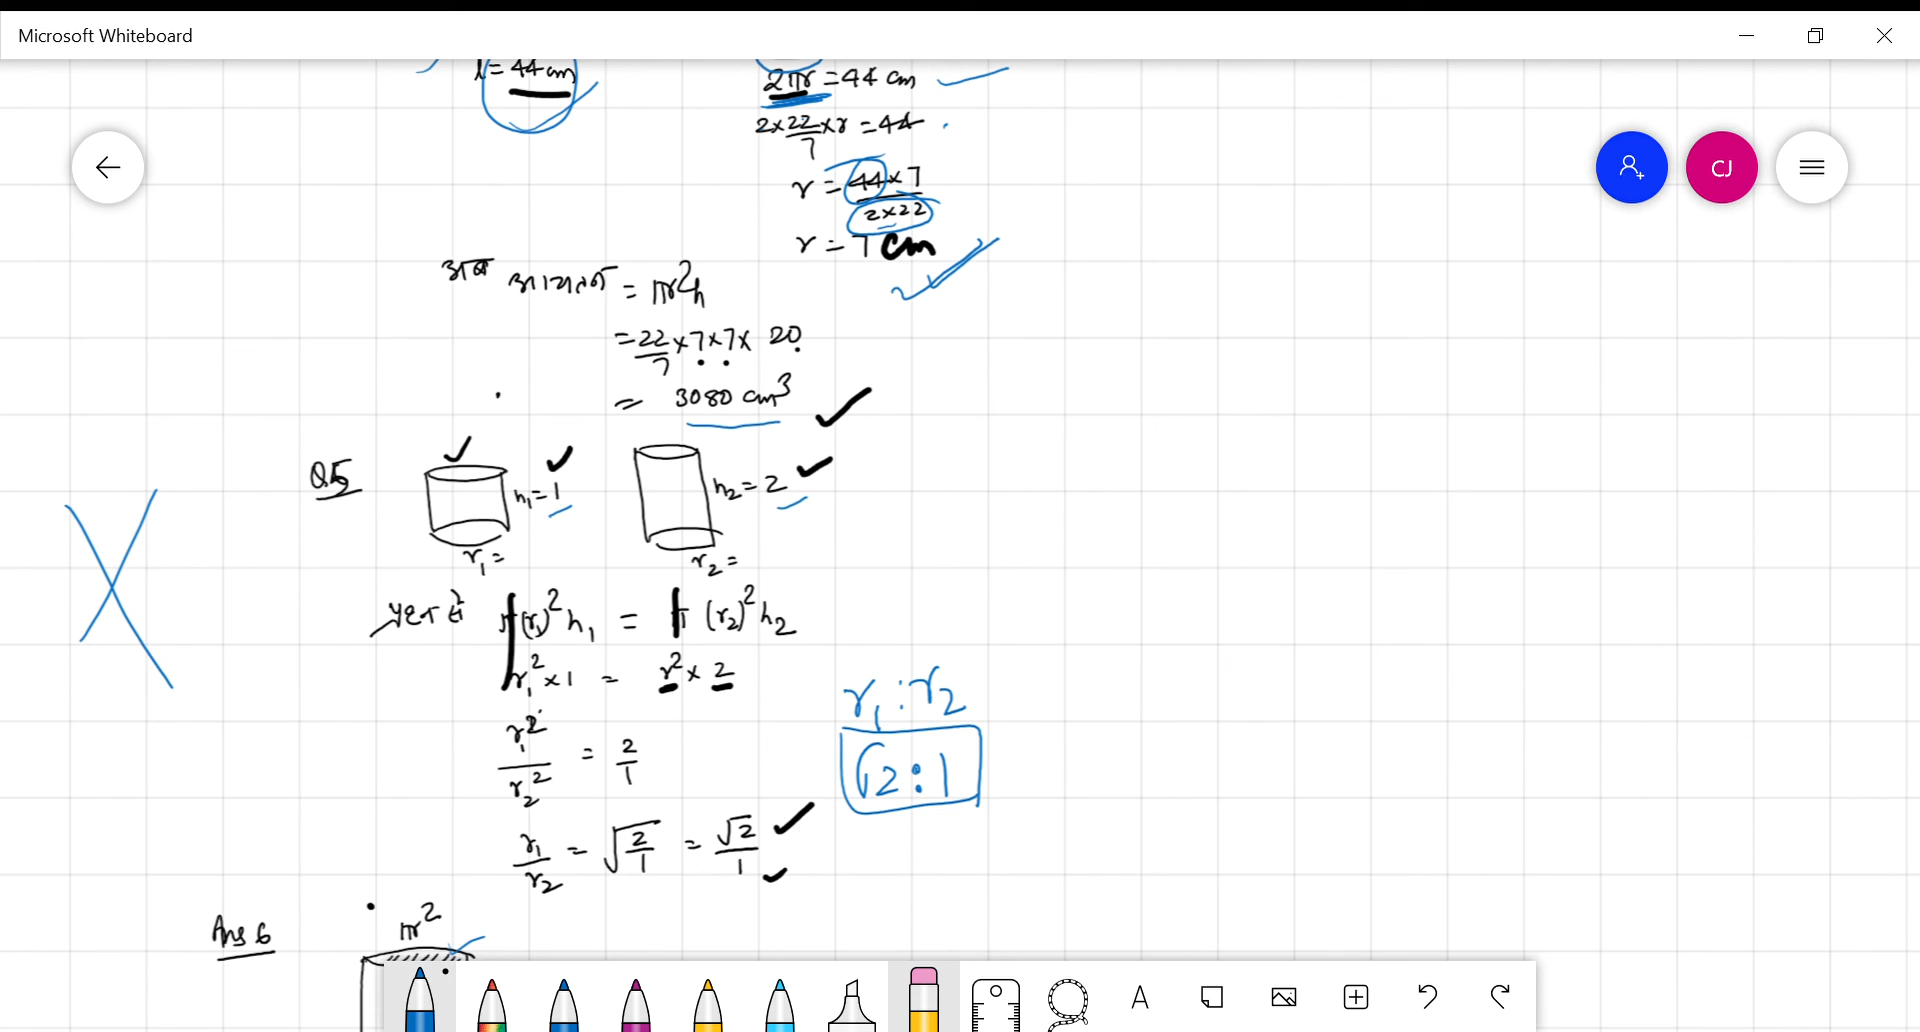 Microsoft Whiteboard
l = 44 cm
2πr = 44 cm
2 × 22/7 × r = 44
r = 44 × 7 / 2 × 22
r = 7 cm
CJ
= πr²h
= 22/7 × 7 × 7 × 20
= 3080 cm³
Q5
h₁ = 1
h₂ = 2
r₁ =
r₂ =
π(r₁)²h₁ = π(r₂)²h₂
r₁² × 1 = r² × 2
r₁²/r₂² = 2/1
r₁/r₂ = √2/1 = √2/1
r₁ : r₂
√2 : 1
Ans 6
πr²
A